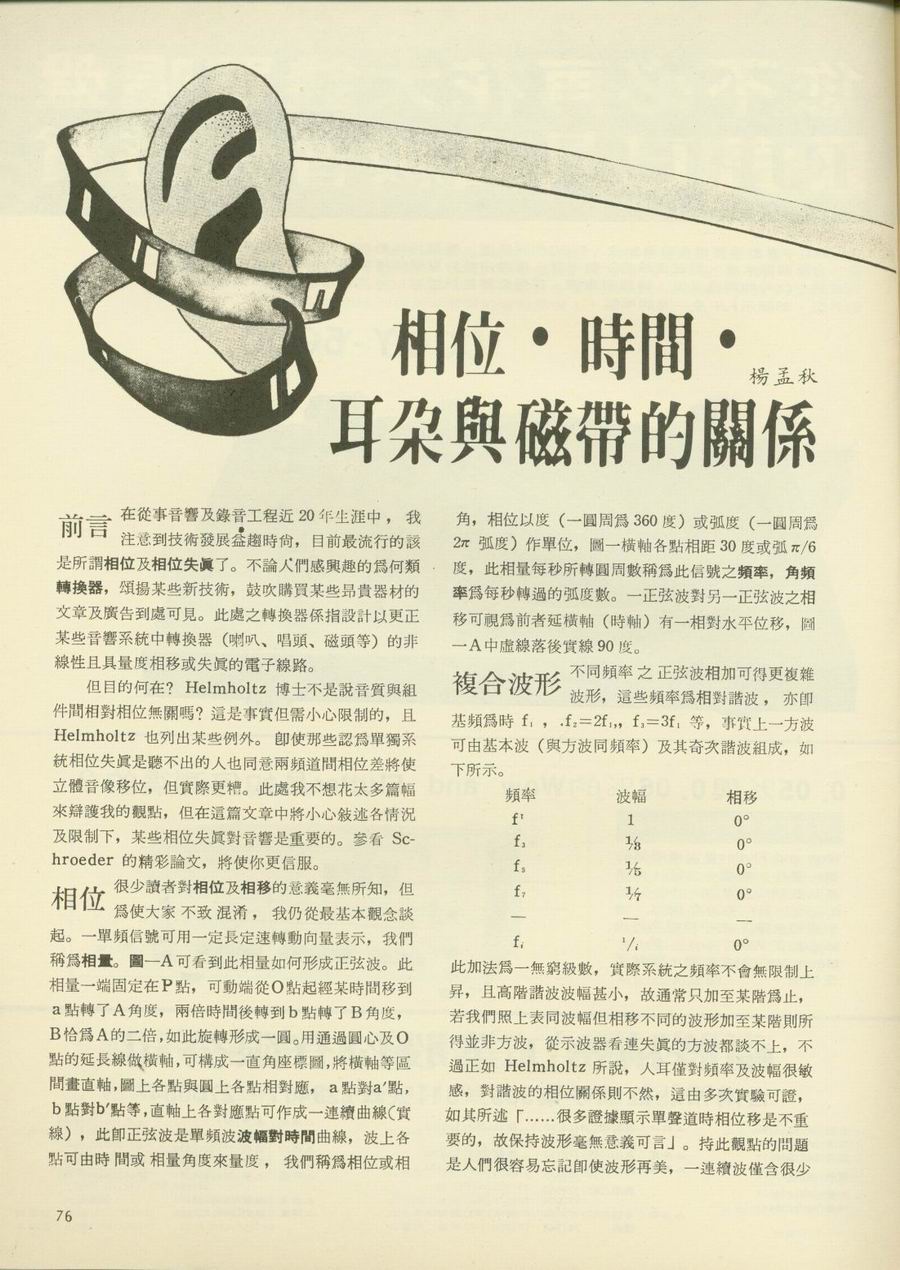 相位・時間・
楊孟秋
耳朵與磁帶的關係
前言 在從事音響及錄音工程近 20 年生涯中，我
注意到技術發展益趨時尙，目前最流行的該
是所謂相位及相位失眞了。不論人們感興趣的爲何類
轉換器，頌揚某些新技術，鼓吹購買某些昂貴器材的
文章及廣告到處可見。此處之轉換器係指設計以更正
某些音響系統中轉換器（喇叭、唱頭、磁頭等）的非
線性且具量度相移或失眞的電子線路。
但目的何在？Helmholtz 博士不是說音質與組
件間相對相位無關嗎？這是事實但需小心限制的，且
Helmholtz 也列出某些例外。卽使那些認爲單獨系
統相位失眞是聽不出的人也同意兩頻道間相位差將使
立體音像移位，但實際更糟。此處我不想花太多篇幅
來辯護我的觀點，但在這篇文章中將小心敍述各情況
及限制下，某些相位失眞對音響是重要的。參看 Sc-
hroeder 的精彩論文，將使你更信服。
相位 很少讀者對相位及相移的意義毫無所知，但
爲使大家不致混淆，我仍從最基本觀念談
起。一單頻信號可用一定長定速轉動向量表示，我們
稱爲相量。圖一A可看到此相量如何形成正弦波。此
相量一端固定在P點，可動端從O點起經某時間移到
a點轉了A角度，兩倍時間後轉到b點轉了B角度，
B恰爲A的二倍，如此旋轉形成一圓。用通過圓心及O
點的延長線做橫軸，可構成一直角座標圖，將橫軸等區
間畫直軸，圖上各點與圓上各點相對應，a點對a′點，
b點對b′點等，直軸上各對應點可作成一連續曲線（實
線），此卽正弦波是單頻波波幅對時間曲線，波上各
點可由時間或相量角度來量度，我們稱爲相位或相
角，相位以度（一圓周爲 360 度）或弧度（一圓周爲
2π 弧度）作單位，圖一橫軸各點相距 30 度或弧 π/6
度，此相量每秒所轉圓周數稱爲此信號之頻率，角頻
率爲每秒轉過的弧度數。一正弦波對另一正弦波之相
移可視爲前者延橫軸（時軸）有一相對水平位移，圖
一A中虛線落後實線 90 度。
複合波形 不同頻率之正弦波相加可得更複雜
波形，這些頻率爲相對諧波，亦卽
基頻爲時 f₁，.f₂=2f₁,，f₃=3f₁ 等，事實上一方波
可由基本波（與方波同頻率）及其奇次諧波組成，如
下所示。
頻率 波幅 相移
f¹ 1 0°
f₃ ⅓ 0°
f₅ ⅕ 0°
f₇ ⅐ 0°
— — —
fᵢ ¹/ᵢ 0°
此加法爲一無窮級數，實際系統之頻率不會無限制上
昇，且高階諧波波幅甚小，故通常只加至某階爲止，
若我們照上表同波幅但相移不同的波形加至某階則所
得並非方波，從示波器看連失眞的方波都談不上，不
過正如 Helmholtz 所說，人耳僅對頻率及波幅很敏
感，對諧波的相位關係則不然，這由多次實驗可證，
如其所述「……很多證據顯示單聲道時相位移是不重
要的，故保持波形毫無意義可言」。持此觀點的問題
是人們很容易忘記卽使波形再美，一連續波僅含很少
76